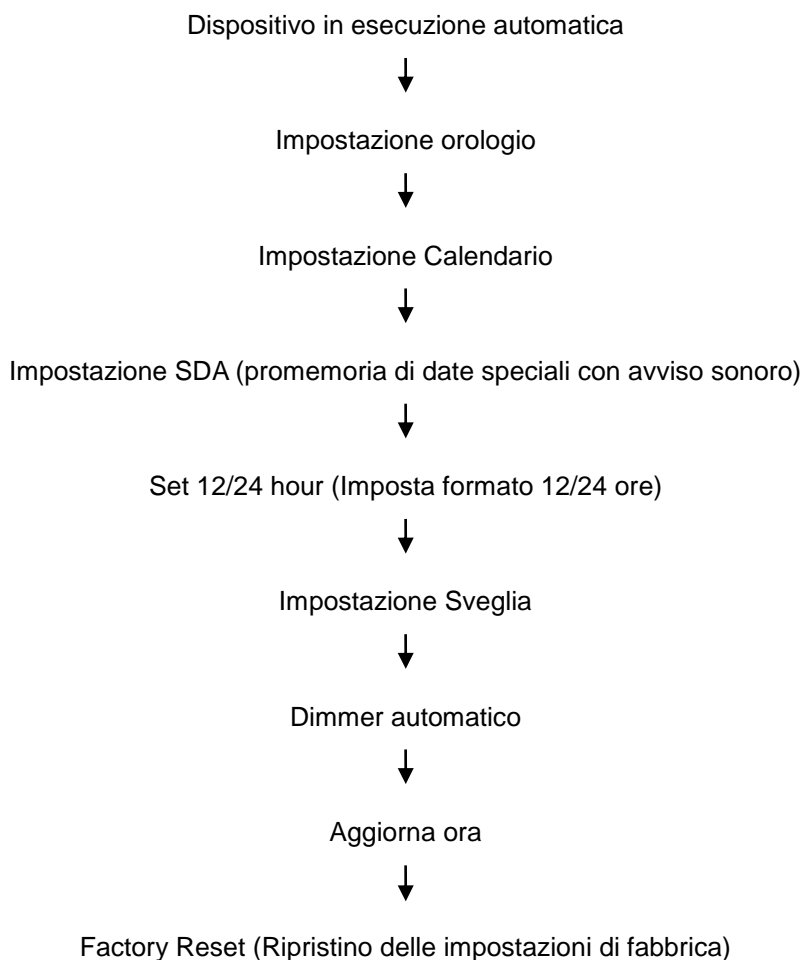 Dispositivo in esecuzione automatica
Impostazione orologio
Impostazione Calendario
Impostazione SDA (promemoria di date speciali con avviso sonoro)
Set 12/24 hour (Imposta formato 12/24 ore)
Impostazione Sveglia
Dimmer automatico
Aggiorna ora
Factory Reset (Ripristino delle impostazioni di fabbrica)